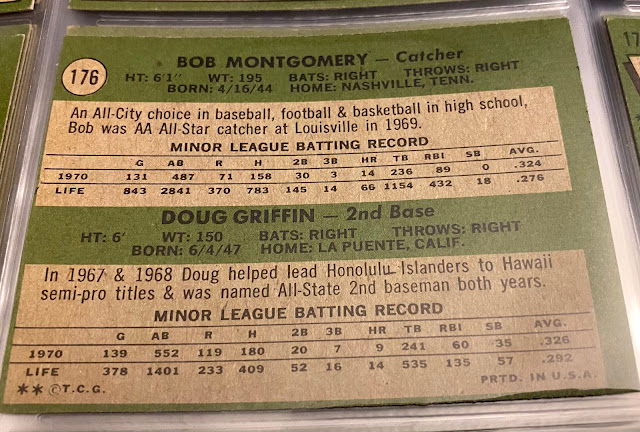 176
BOB MONTGOMERY — Catcher
HT: 6'1" WT: 195 BATS: RIGHT THROWS: RIGHT
BORN: 4/16/44 HOME: NASHVILLE, TENN.
An All-City choice in baseball, football & basketball in high school,
Bob was AA All-Star catcher at Louisville in 1969.
MINOR LEAGUE BATTING RECORD
G AB R H 2B 3B HR TB RBI SB AVG.
1970 131 487 71 158 30 3 14 236 89 0 .324
LIFE 843 2841 370 783 145 14 66 1154 432 18 .276
DOUG GRIFFIN — 2nd Base
HT: 6' WT: 150 BATS: RIGHT THROWS: RIGHT
BORN: 6/4/47 HOME: LA PUENTE, CALIF.
In 1967 & 1968 Doug helped lead Honolulu Islanders to Hawaii
semi-pro titles & was named All-State 2nd baseman both years.
MINOR LEAGUE BATTING RECORD
G AB R H 2B 3B HR TB RBI SB AVG.
1970 139 552 119 180 20 7 9 241 60 35 .326
LIFE 378 1401 233 409 52 16 14 535 135 57 .292
** ©T.C.G. PRTD. IN U.S.A.